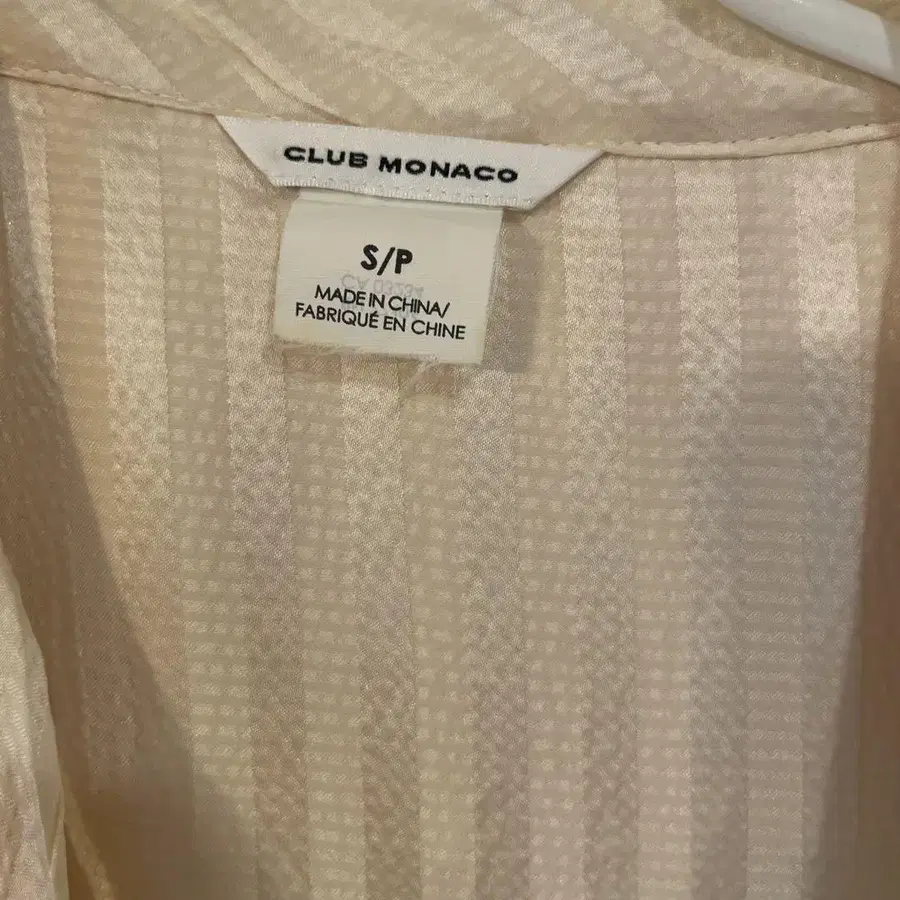 CLUB MONACO
S/P
MADE IN CHINA/
FABRIQUÉ EN CHINE